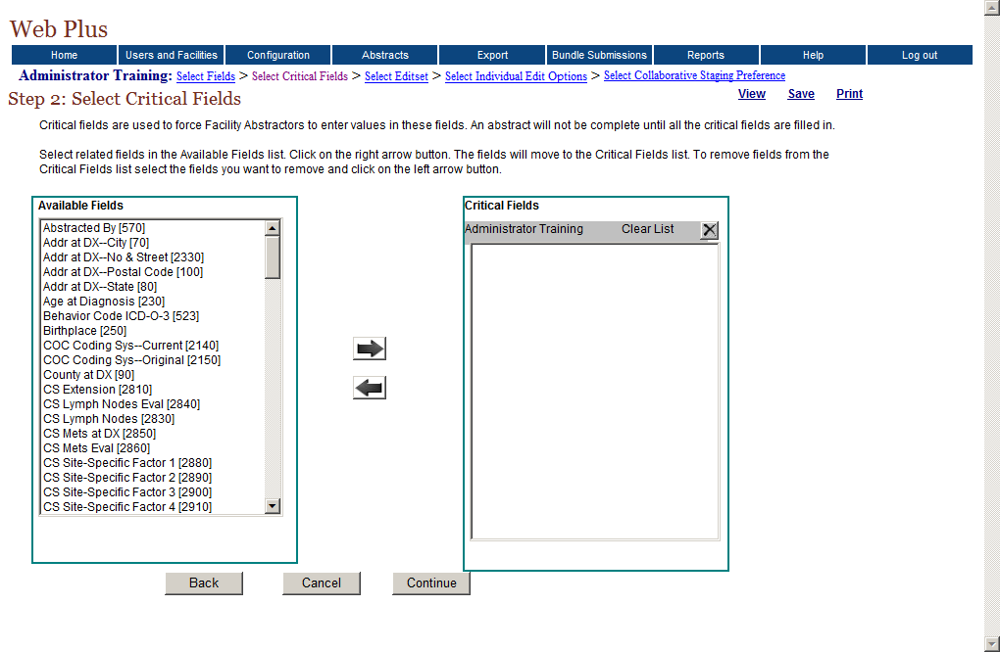 Web Plus
Home Users and Facilities Configuration Abstracts Export Bundle Submissions Reports Help Log out
Administrator Training: Select Fields > Select Critical Fields > Select Editset > Select Individual Edit Options > Select Collaborative Staging Preference
Step 2: Select Critical Fields
View Save Print
Critical fields are used to force Facility Abstractors to enter values in these fields. An abstract will not be complete until all the critical fields are filled in.
Select related fields in the Available Fields list. Click on the right arrow button. The fields will move to the Critical Fields list. To remove fields from the
Critical Fields list select the fields you want to remove and click on the left arrow button.
Available Fields
Abstracted By [570]
Addr at DX--City [70]
Addr at DX--No & Street [2330]
Addr at DX--Postal Code [100]
Addr at DX--State [80]
Age at Diagnosis [230]
Behavior Code ICD-O-3 [523]
Birthplace [250]
COC Coding Sys--Current [2140]
COC Coding Sys--Original [2150]
County at DX [90]
CS Extension [2810]
CS Lymph Nodes Eval [2840]
CS Lymph Nodes [2830]
CS Mets at DX [2850]
CS Mets Eval [2860]
CS Site-Specific Factor 1 [2880]
CS Site-Specific Factor 2 [2890]
CS Site-Specific Factor 3 [2900]
CS Site-Specific Factor 4 [2910]
Critical Fields
Administrator Training Clear List
Back Cancel Continue